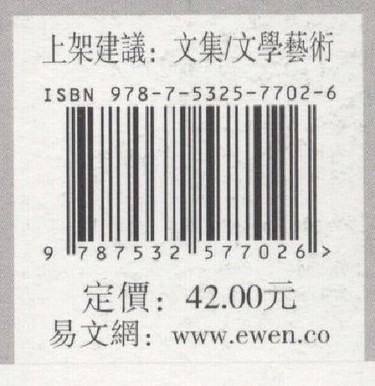 上架建議：文集/文學藝術
ISBN 978-7-5325-7702-6
9 787532 577026 >
定價：42.00元
易文網：www.ewen.co